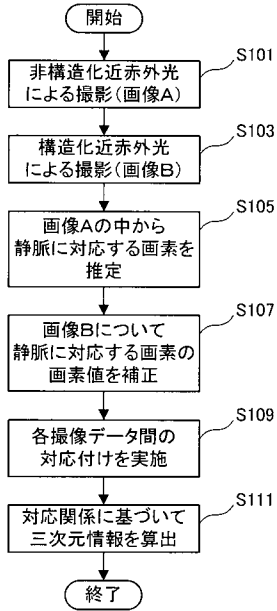 開始
S101
非構造化近赤外光
による撮影(画像A)
S103
構造化近赤外光
による撮影(画像B)
S105
画像Aの中から
静脈に対応する画素を
推定
S107
画像Bについて
静脈に対応する画素の
画素値を補正
S109
各撮像データ間の
対応付けを実施
S111
対応関係に基づいて
三次元情報を算出
終了